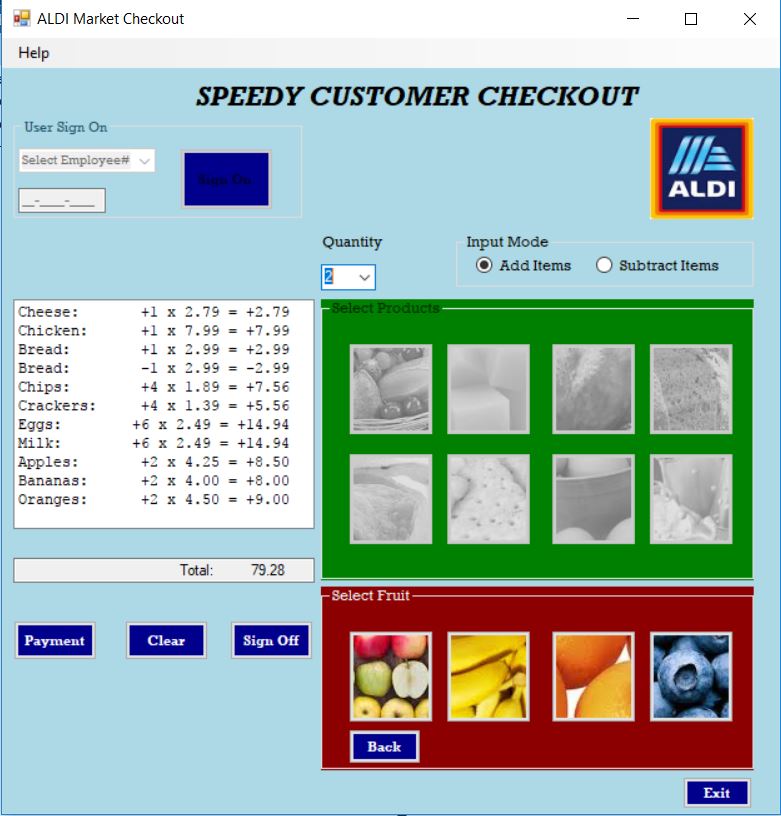 ALDI Market Checkout
Help
SPEEDY CUSTOMER CHECKOUT
User Sign On
Select Employee#
Sign On
__-____-____
ALDI
Quantity
2
Input Mode
Add Items
Subtract Items
Cheese: +1 x 2.79 = +2.79
Chicken: +1 x 7.99 = +7.99
Bread: +1 x 2.99 = +2.99
Bread: -1 x 2.99 = -2.99
Chips: +4 x 1.89 = +7.56
Crackers: +4 x 1.39 = +5.56
Eggs: +6 x 2.49 = +14.94
Milk: +6 x 2.49 = +14.94
Apples: +2 x 4.25 = +8.50
Bananas: +2 x 4.00 = +8.00
Oranges: +2 x 4.50 = +9.00
Total: 79.28
Select Products
Select Fruit
Payment
Clear
Sign Off
Back
Exit